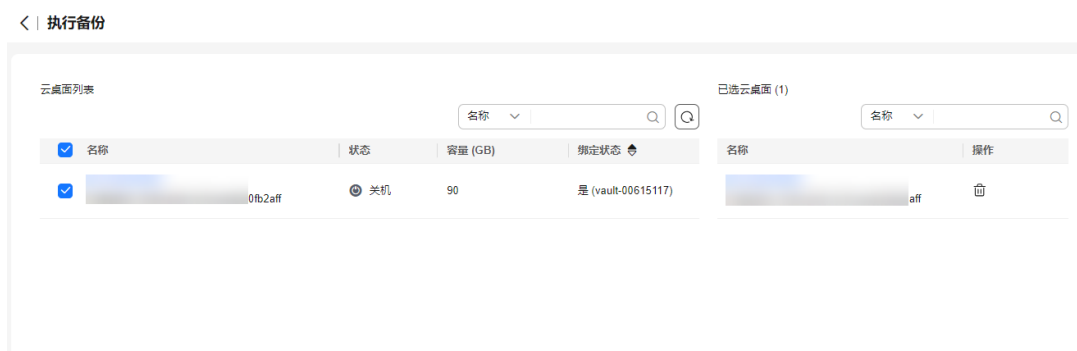 执行备份
云桌面列表
已选云桌面 (1)
名称
名称
名称 状态 容量 (GB) 绑定状态
名称 操作
0fb2aff 关机 90 是 (vault-00615117)
aff